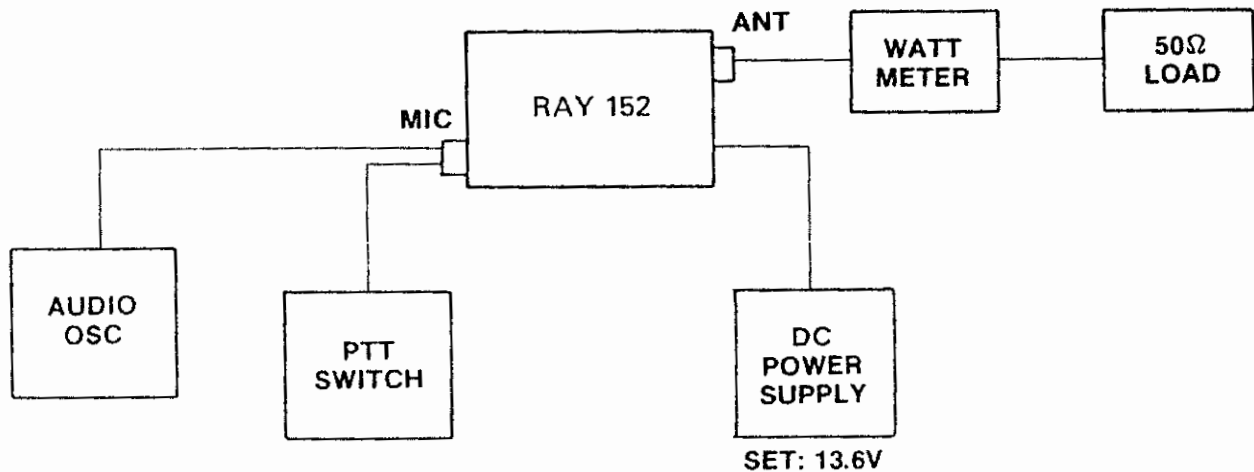 ANT
WATT
METER
50Ω
LOAD
RAY 152
MIC
AUDIO
OSC
PTT
SWITCH
DC
POWER
SUPPLY
SET: 13.6V